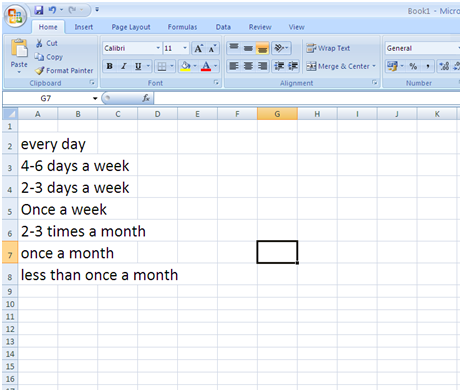 Book1 - Micro
Home Insert Page Layout Formulas Data Review View
Cut
Copy
Format Painter
Paste
Calibri 11 A A
Wrap Text
General
B I U A
Merge & Center
$ % ,
Clipboard Font Alignment Number
G7 fx
A B C D E F G H I J K
1
2 every day
3 4-6 days a week
4 2-3 days a week
5 Once a week
6 2-3 times a month
7 once a month
8 less than once a month
9
10
11
12
13
14
15
16